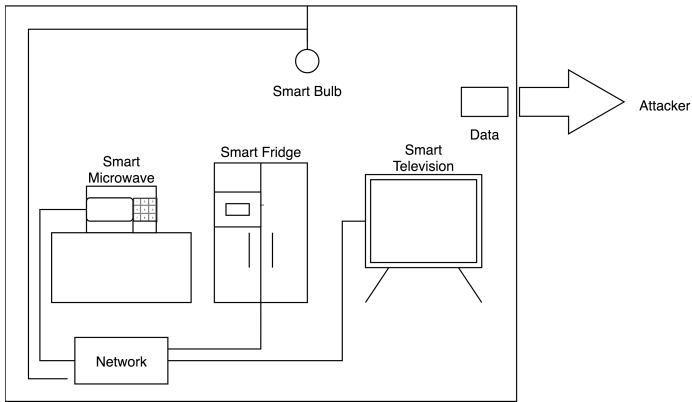 Smart Bulb
Data
Attacker
Smart
Microwave
Smart Fridge
Smart
Television
Network